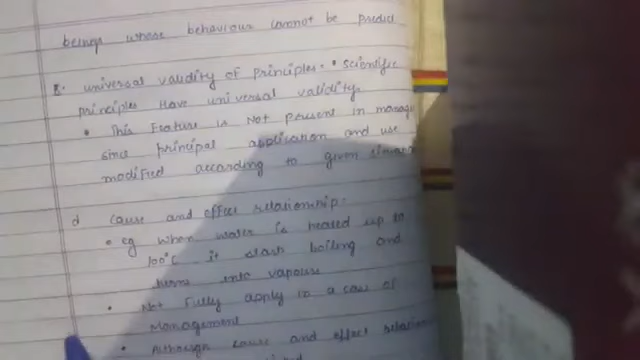 beings whose behaviour cannot be predic
universal validity of principles:- • scientific
principles Have universal validity.
• This Feature is Not present in manag
since principal application and use
modified according to given
d cause and effect relationship:-
• eg when water is heated up to
100°C it start boiling and
turns into vapours
• Not Fully apply in a case of
Management
• Although cause and effect relation